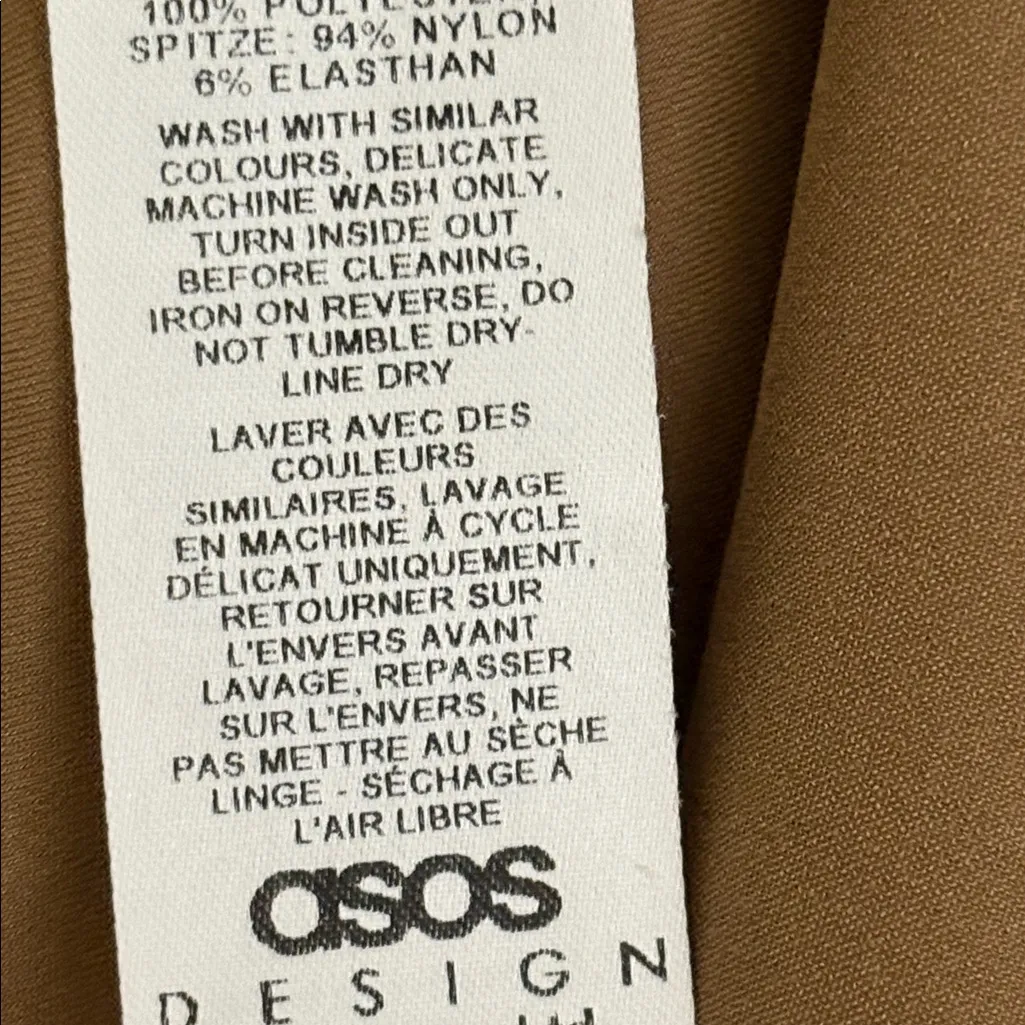 100% POLYESTER,
SPITZE: 94% NYLON
6% ELASTHAN
WASH WITH SIMILAR
COLOURS, DELICATE
MACHINE WASH ONLY,
TURN INSIDE OUT
BEFORE CLEANING,
IRON ON REVERSE, DO
NOT TUMBLE DRY-
LINE DRY
LAVER AVEC DES
COULEURS
SIMILAIRES, LAVAGE
EN MACHINE À CYCLE
DÉLICAT UNIQUEMENT,
RETOURNER SUR
L'ENVERS AVANT
LAVAGE, REPASSER
SUR L'ENVERS, NE
PAS METTRE AU SÈCHE
LINGE - SÉCHAGE À
L'AIR LIBRE
asos
DESIGN